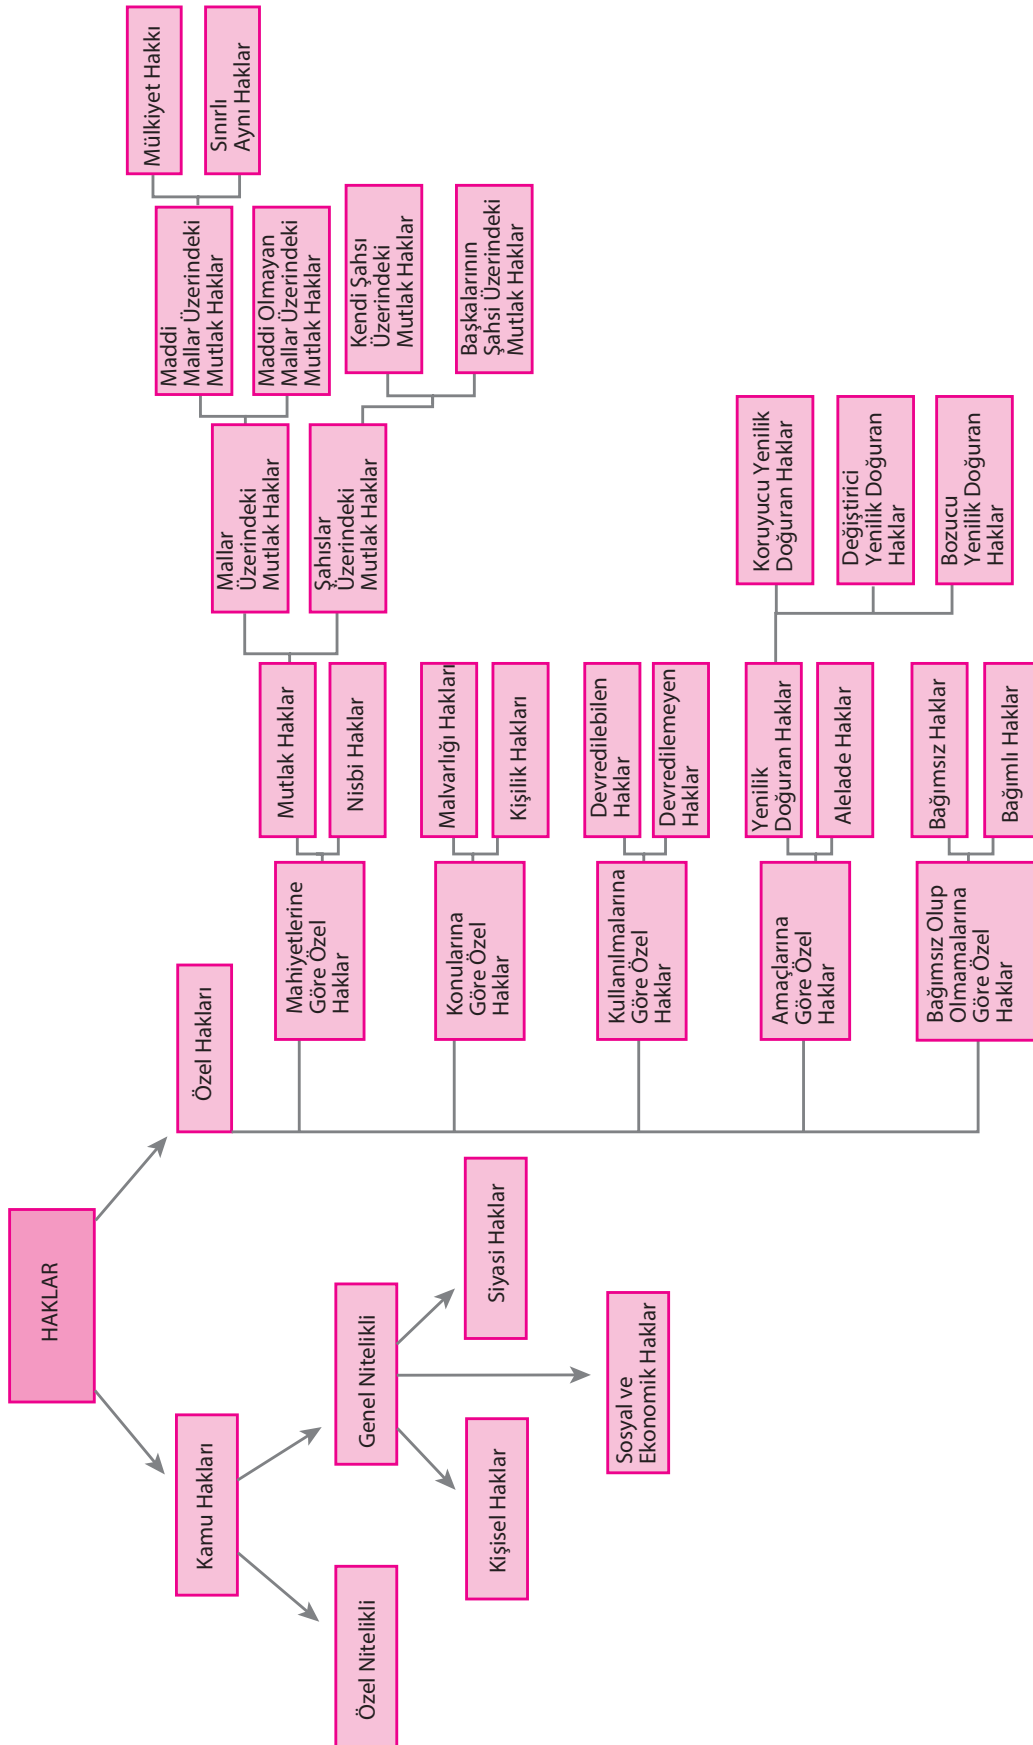 HAKLAR
Kamu Hakları
Özel Hakları
Özel Nitelikli
Genel Nitelikli
Kişisel Haklar
Siyasi Haklar
Sosyal ve
Ekonomik Haklar
Mahiyetlerine
Göre Özel
Haklar
Mutlak Haklar
Nisbi Haklar
Mallar
Üzerindeki
Mutlak Haklar
Şahıslar
Üzerindeki
Mutlak Haklar
Maddi
Mallar Üzerindeki
Mutlak Haklar
Maddi Olmayan
Mallar Üzerindeki
Mutlak Haklar
Mülkiyet Hakkı
Sınırlı
Aynı Haklar
Kendi Şahsı
Üzerindeki
Mutlak Haklar
Başkalarının
Şahsi Üzerindeki
Mutlak Haklar
Konularına
Göre Özel
Haklar
Malvarlığı Hakları
Kişilik Hakları
Kullanılmalarına
Göre Özel
Haklar
Devredilebilen
Haklar
Devredilemeyen
Haklar
Amaçlarına
Göre Özel
Haklar
Yenilik
Doğuran Haklar
Alelade Haklar
Koruyucu Yenilik
Doğuran Haklar
Değiştirici
Yenilik Doğuran
Haklar
Bozucu
Yenilik Doğuran
Haklar
Bağımsız Olup
Olmamalarına
Göre Özel
Haklar
Bağımsız Haklar
Bağımlı Haklar